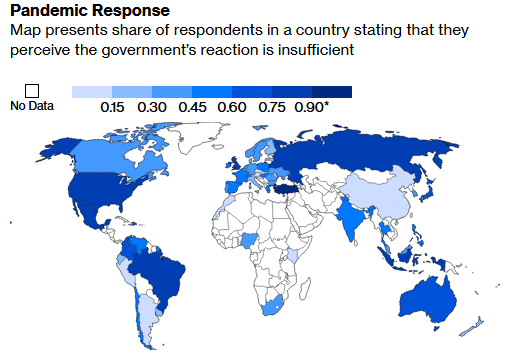 Pandemic Response
Map presents share of respondents in a country stating that they
perceive the government's reaction is insufficient
No Data
0.15 0.30 0.45 0.60 0.75 0.90*